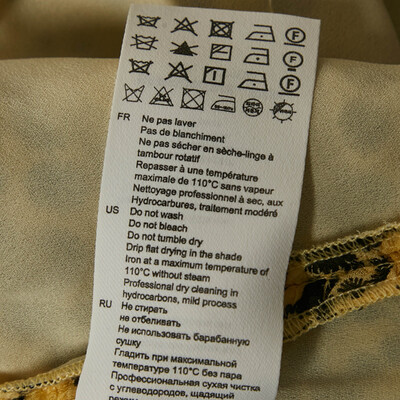 F
F
F
FR
Ne pas laver
Pas de blanchiment
Ne pas sécher en sèche-linge à
tambour rotatif
Repasser à une température
maximale de 110°C sans vapeur
Nettoyage professionnel à sec, aux
Hydrocarbures, traitement modéré
US
Do not wash
Do not bleach
Do not tumble dry
Drip flat drying in the shade
Iron at a maximum temperature of
110°C without steam
Professional dry cleaning in
hydrocarbons, mild process
RU
Не стирать
не отбеливать
Не использовать барабанную
сушку
Гладить при максимальной
температуре 110°C без пара
Профессиональная сухая чистка
с углеводородов, щадящий